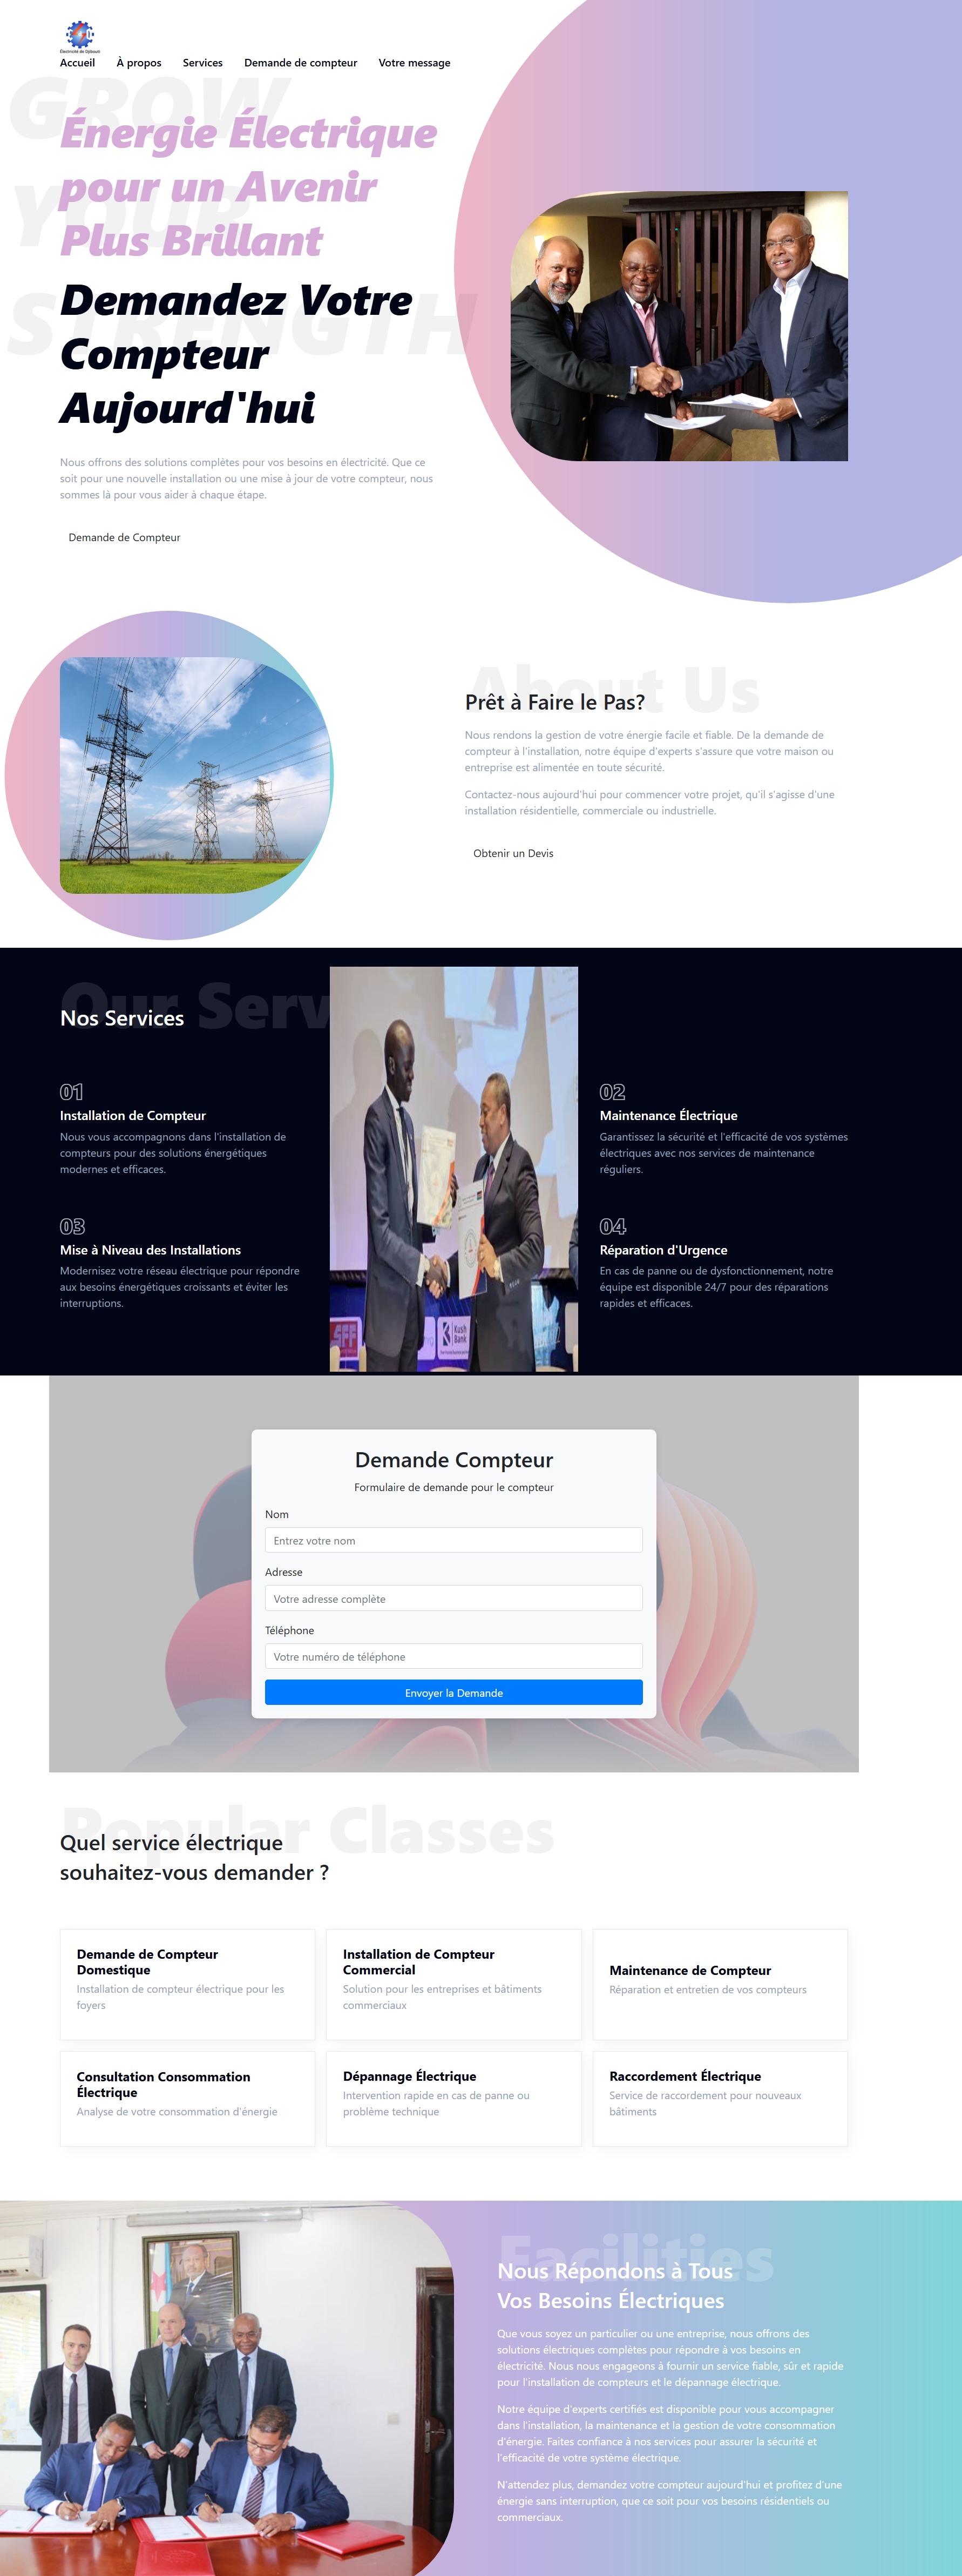 Électricité de Djibouti
Accueil À propos Services Demande de compteur Votre message
GROW
YOUR
STRENGTH
Énergie Électrique
pour un Avenir
Plus Brillant
Demandez Votre
Compteur
Aujourd'hui
Nous offrons des solutions complètes pour vos besoins en électricité. Que ce
soit pour une nouvelle installation ou une mise à jour de votre compteur, nous
sommes là pour vous aider à chaque étape.
Demande de Compteur
About Us
Prêt à Faire le Pas?
Nous rendons la gestion de votre énergie facile et fiable. De la demande de
compteur à l'installation, notre équipe d'experts s'assure que votre maison ou
entreprise est alimentée en toute sécurité.
Contactez-nous aujourd'hui pour commencer votre projet, qu'il s'agisse d'une
installation résidentielle, commerciale ou industrielle.
Obtenir un Devis
Our Serv
Nos Services
01
Installation de Compteur
Nous vous accompagnons dans l'installation de
compteurs pour des solutions énergétiques
modernes et efficaces.
02
Maintenance Électrique
Garantissez la sécurité et l'efficacité de vos systèmes
électriques avec nos services de maintenance
réguliers.
03
Mise à Niveau des Installations
Modernisez votre réseau électrique pour répondre
aux besoins énergétiques croissants et éviter les
interruptions.
04
Réparation d'Urgence
En cas de panne ou de dysfonctionnement, notre
équipe est disponible 24/7 pour des réparations
rapides et efficaces.
Kush
Bank
Demande Compteur
Formulaire de demande pour le compteur
Nom
Entrez votre nom
Adresse
Votre adresse complète
Téléphone
Votre numéro de téléphone
Envoyer la Demande
Popular Classes
Quel service électrique
souhaitez-vous demander ?
Demande de Compteur
Domestique
Installation de compteur électrique pour les
foyers
Installation de Compteur
Commercial
Solution pour les entreprises et bâtiments
commerciaux
Maintenance de Compteur
Réparation et entretien de vos compteurs
Consultation Consommation
Électrique
Analyse de votre consommation d'énergie
Dépannage Électrique
Intervention rapide en cas de panne ou
problème technique
Raccordement Électrique
Service de raccordement pour nouveaux
bâtiments
Facilities
Nous Répondons à Tous
Vos Besoins Électriques
Que vous soyez un particulier ou une entreprise, nous offrons des
solutions électriques complètes pour répondre à vos besoins en
électricité. Nous nous engageons à fournir un service fiable, sûr et rapide
pour l'installation de compteurs et le dépannage électrique.
Notre équipe d'experts certifiés est disponible pour vous accompagner
dans l'installation, la maintenance et la gestion de votre consommation
d'énergie. Faites confiance à nos services pour assurer la sécurité et
l'efficacité de votre système électrique.
N'attendez plus, demandez votre compteur aujourd'hui et profitez d'une
énergie sans interruption, que ce soit pour vos besoins résidentiels ou
commerciaux.